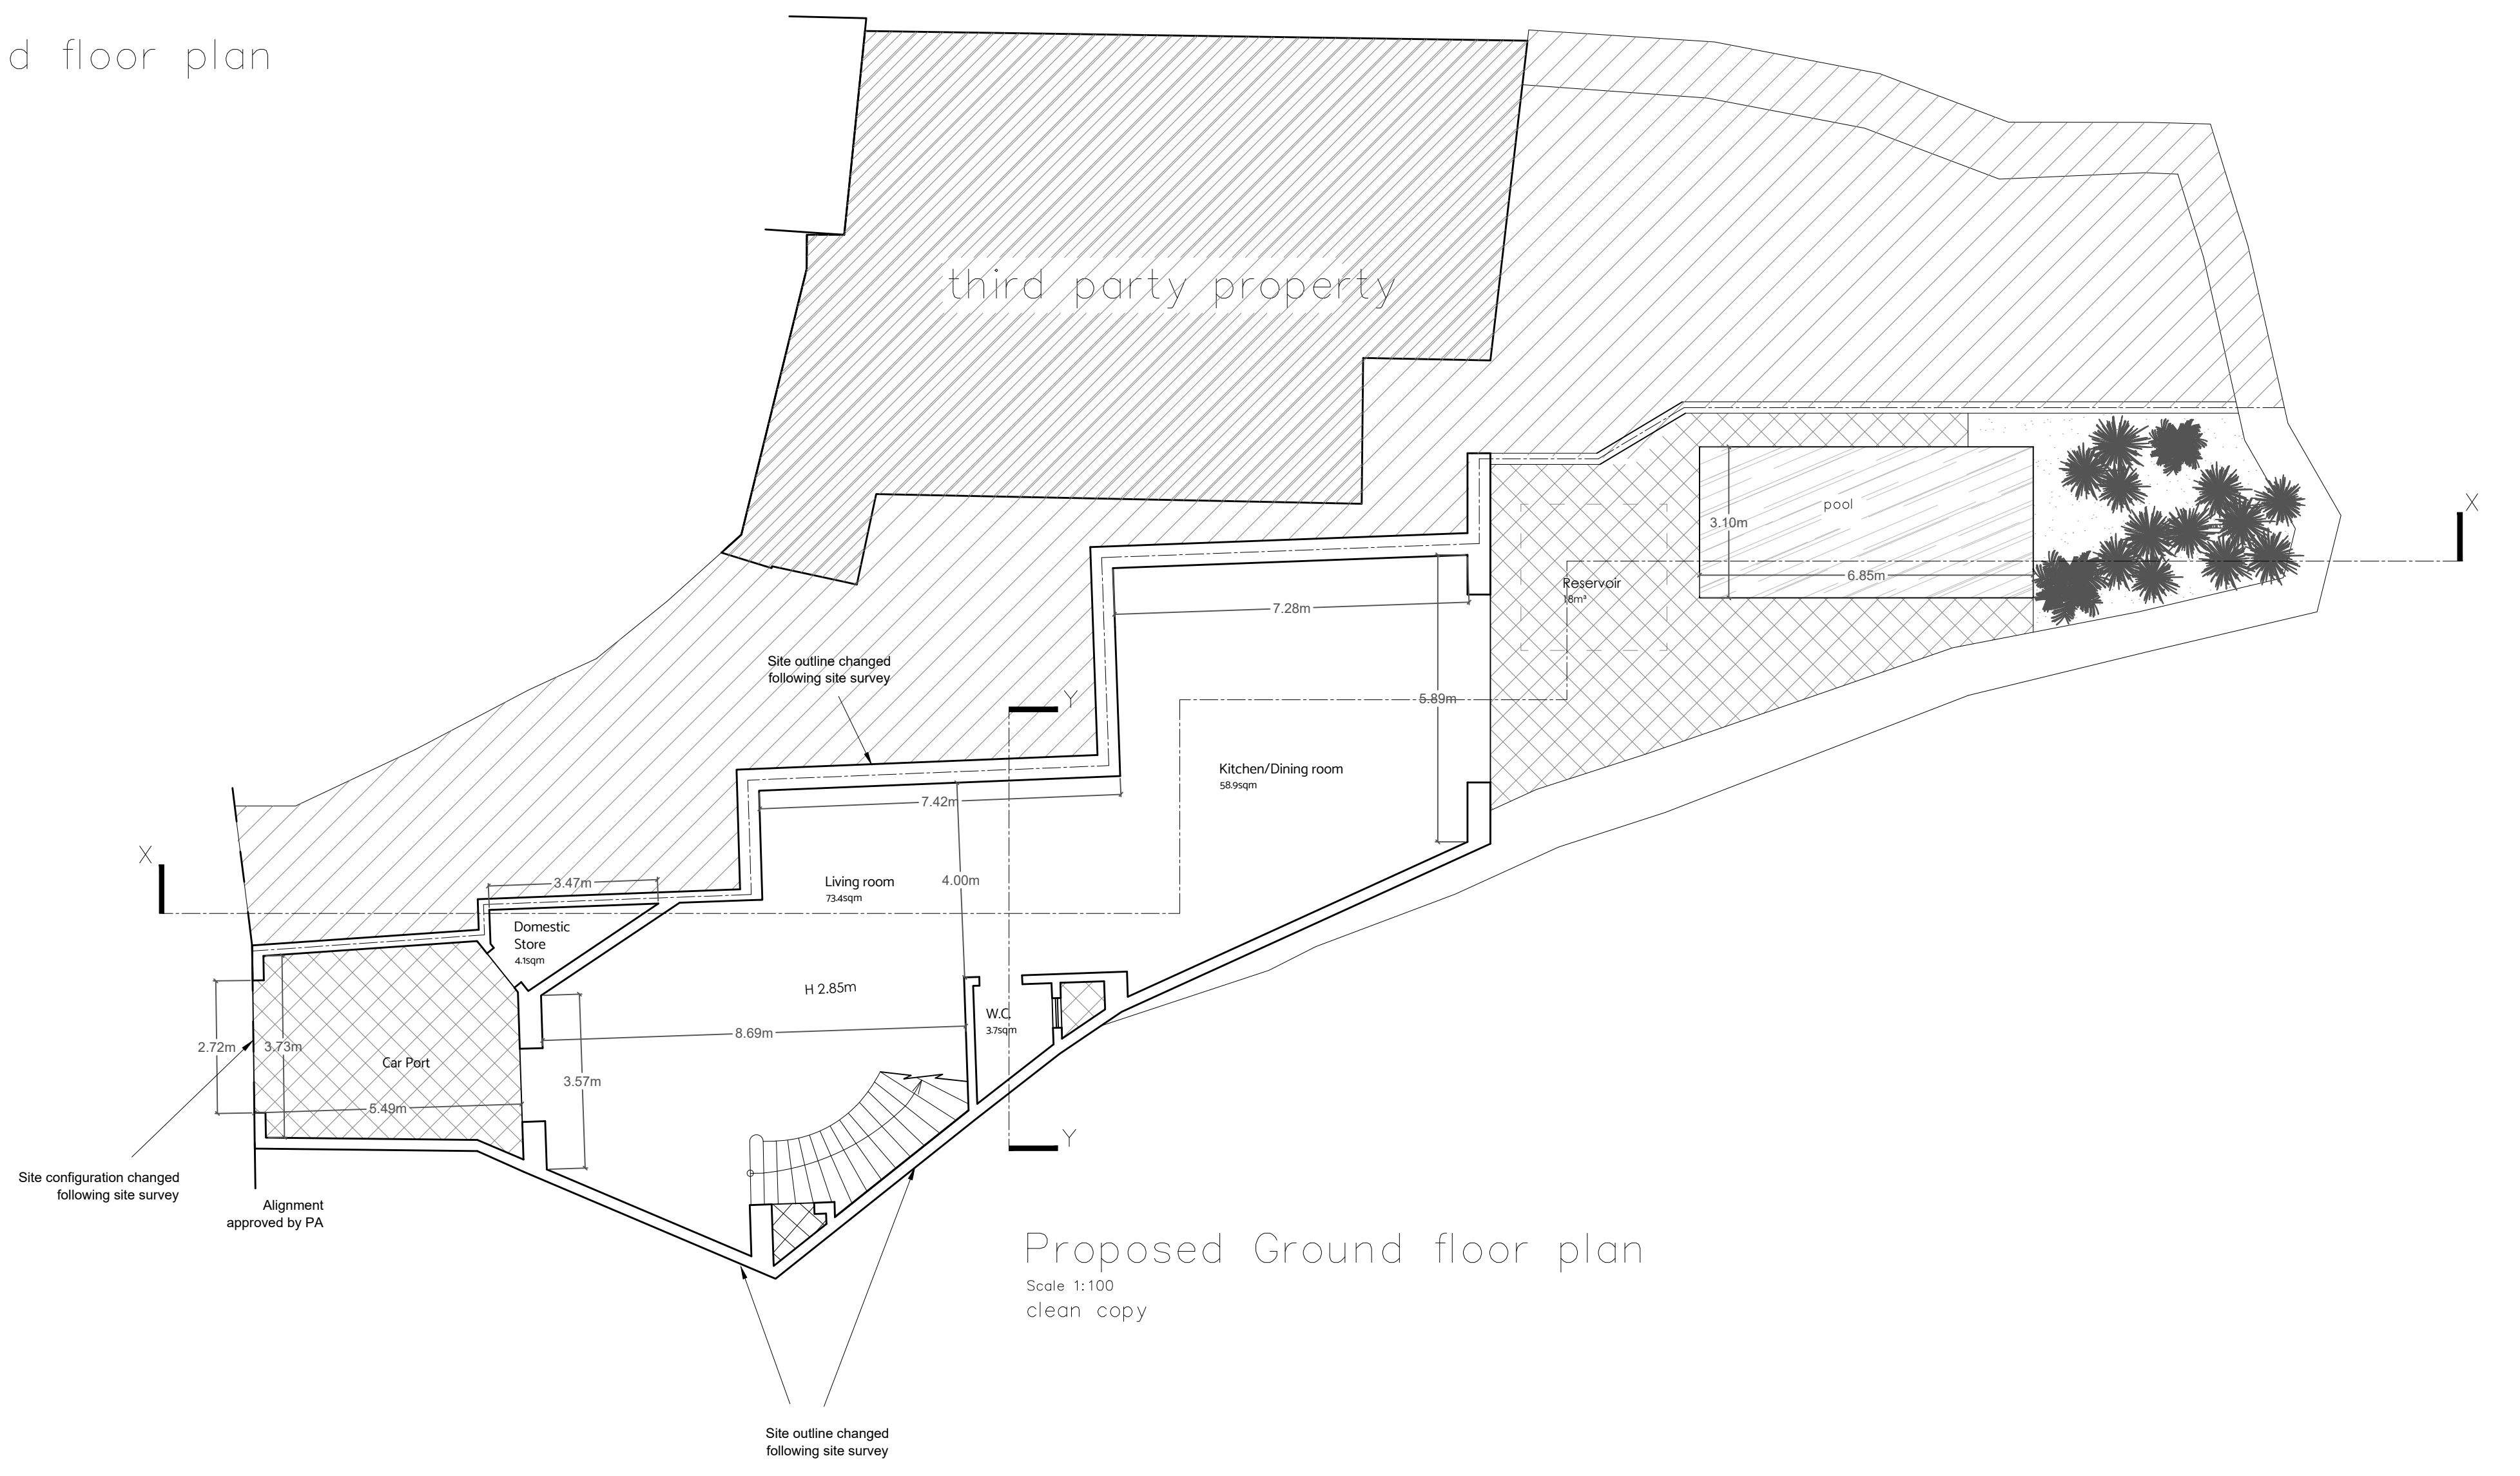 d floor plan
third party property
X
pool
3.10m
Reservoir
18m³
6.85m
7.28m
Site outline changed
following site survey
Y
5.89m
Kitchen/Dining room
58.9sqm
7.42m
X
3.47m
Living room
73.4sqm
4.00m
Domestic
Store
4.1sqm
H 2.85m
W.C.
3.7sqm
8.69m
2.72m
3.73m
Car Port
3.57m
5.49m
Y
Site configuration changed
following site survey
Alignment
approved by PA
Proposed Ground floor plan
Scale 1:100
clean copy
Site outline changed
following site survey